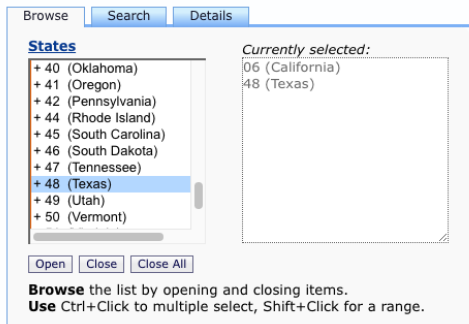 Browse Search Details
States
+ 40 (Oklahoma)
+ 41 (Oregon)
+ 42 (Pennsylvania)
+ 44 (Rhode Island)
+ 45 (South Carolina)
+ 46 (South Dakota)
+ 47 (Tennessee)
+ 48 (Texas)
+ 49 (Utah)
+ 50 (Vermont)
Currently selected:
06 (California)
48 (Texas)
Open Close Close All
Browse the list by opening and closing items.
Use Ctrl+Click to multiple select, Shift+Click for a range.